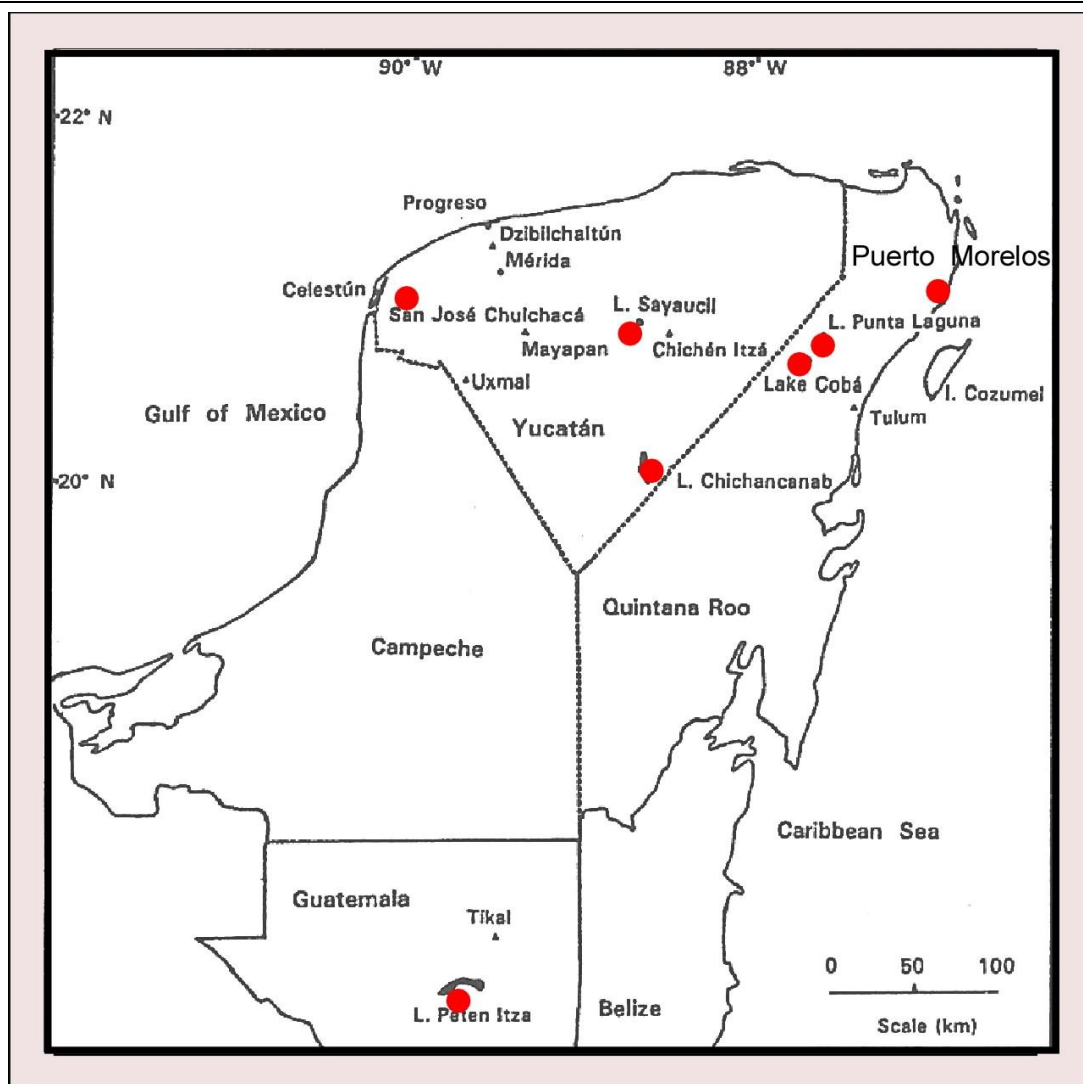 90° W
88° W
22° N
Progreso
Dzibilchaltún
Mérida
Puerto Morelos
Celestún
San José Chulchacá
L. Sayaucil
L. Punta Laguna
Mayapan
Chichén Itzá
Lake Cobá
I. Cozumel
Uxmal
Tulum
Gulf of Mexico
Yucatán
20° N
L. Chichancanab
Quintana Roo
Campeche
Caribbean Sea
Guatemala
Tikal
0 50 100
L. Peten Itza
Belize
Scale (km)